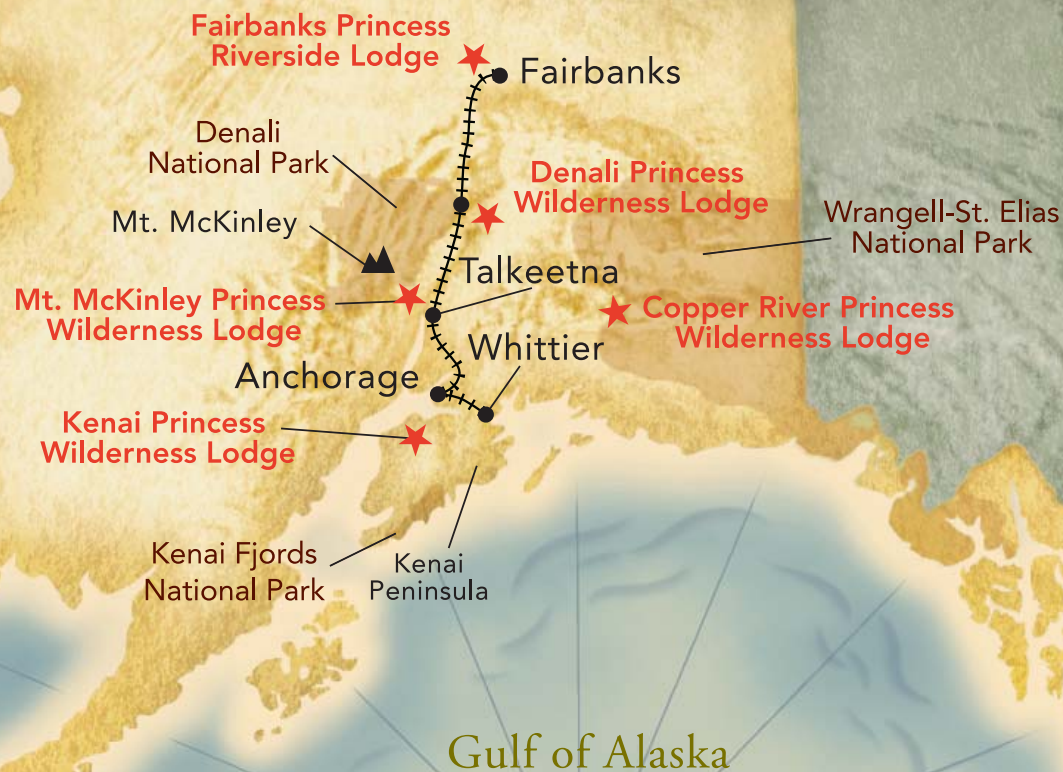 Fairbanks Princess
Riverside Lodge
Fairbanks
Denali
National Park
Denali Princess
Wilderness Lodge
Mt. McKinley
Wrangell-St. Elias
National Park
Talkeetna
Mt. McKinley Princess
Wilderness Lodge
Copper River Princess
Wilderness Lodge
Whittier
Anchorage
Kenai Princess
Wilderness Lodge
Kenai Fjords
National Park
Kenai
Peninsula
Gulf of Alaska